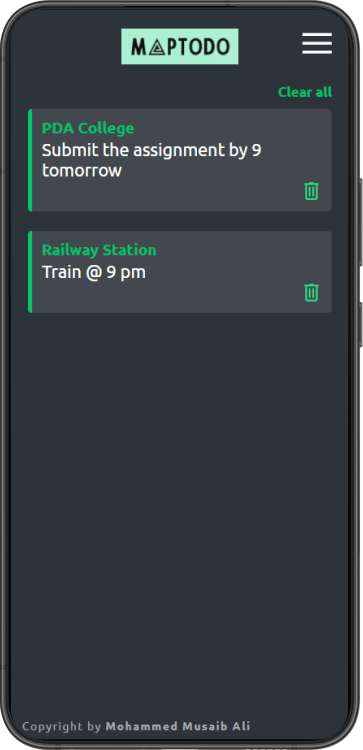 MAPTODO
Clear all
PDA College
Submit the assignment by 9
tomorrow
Railway Station
Train @ 9 pm
Copyright by Mohammed Musaib Ali